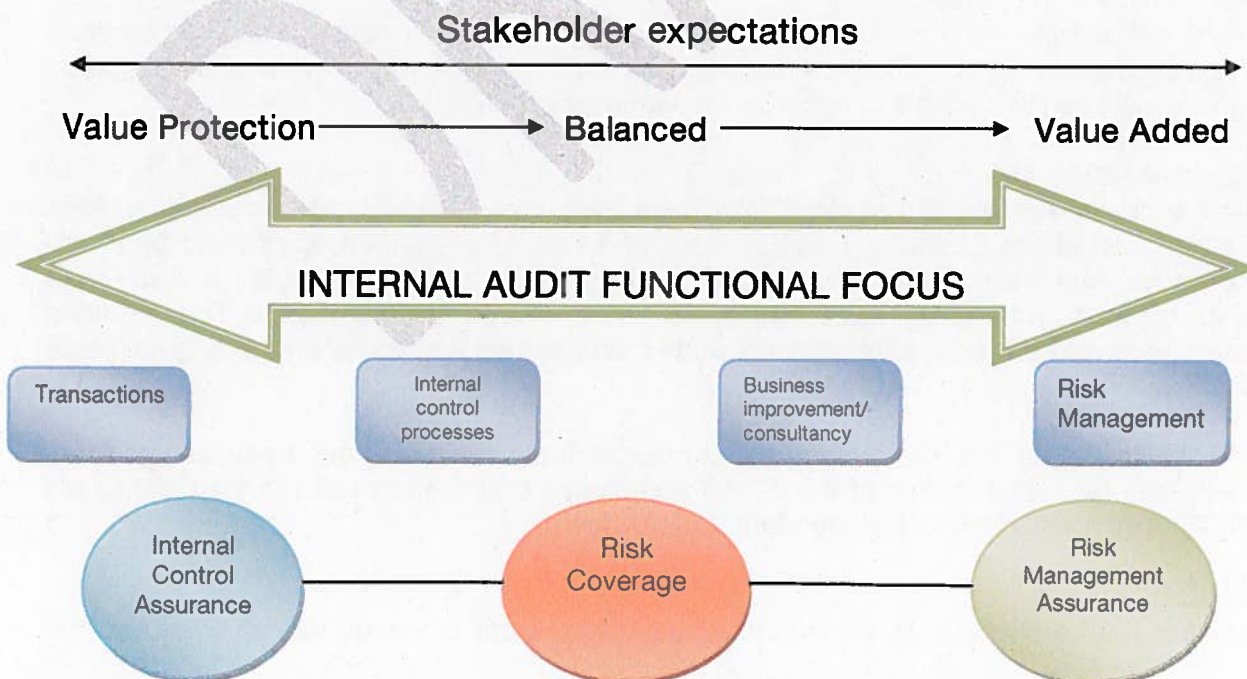 Stakeholder expectations
Value Protection
Balanced
Value Added
INTERNAL AUDIT FUNCTIONAL FOCUS
Transactions
Internal
control
processes
Business
improvement/
consultancy
Risk
Management
Internal
Control
Assurance
Risk
Coverage
Risk
Management
Assurance